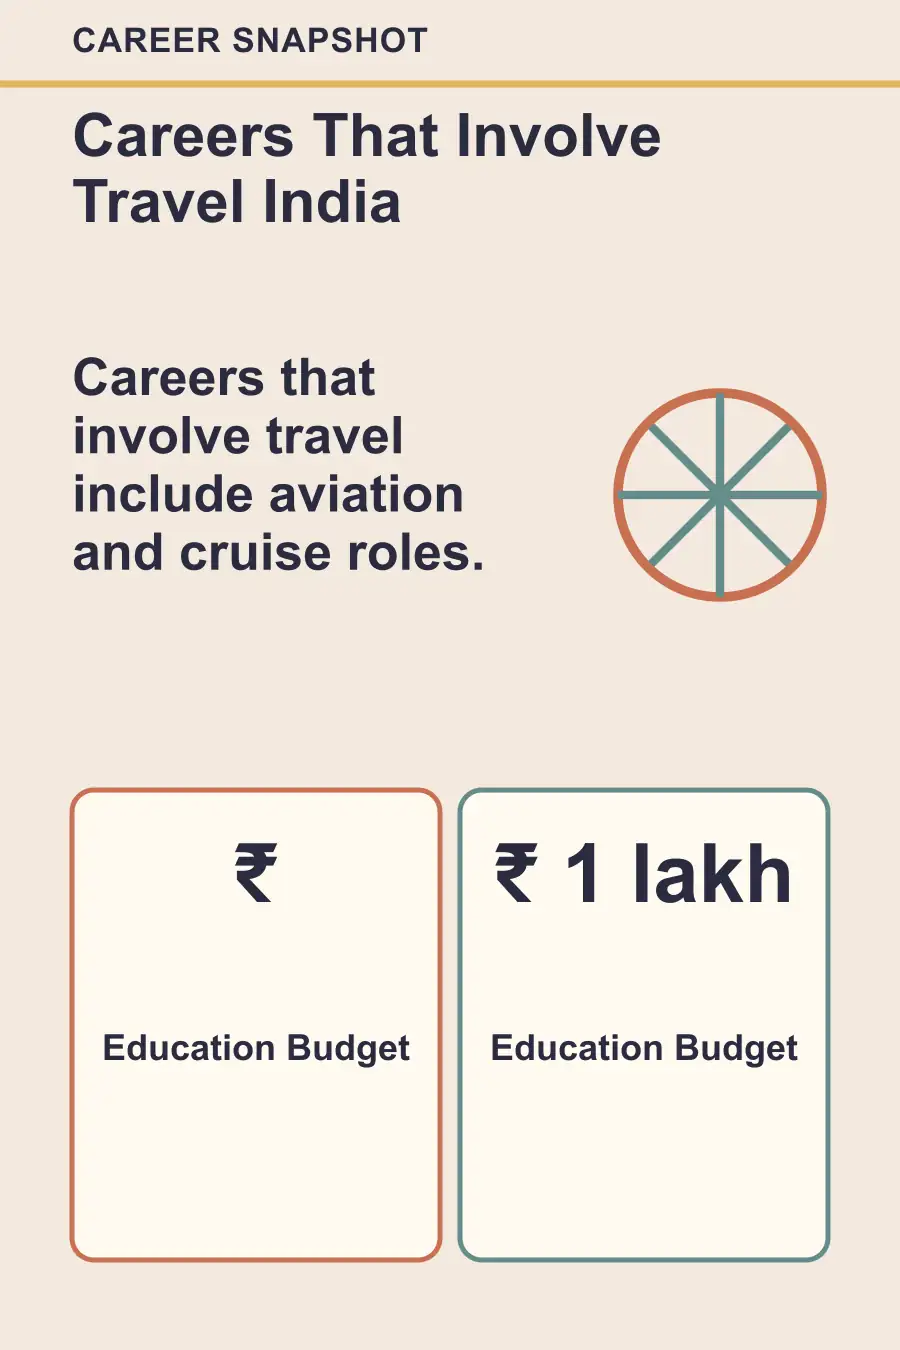 CAREER SNAPSHOT
Careers That Involve
Travel India
Careers that
involve travel
include aviation
and cruise roles.
₹
Education Budget
₹ 1 lakh
Education Budget